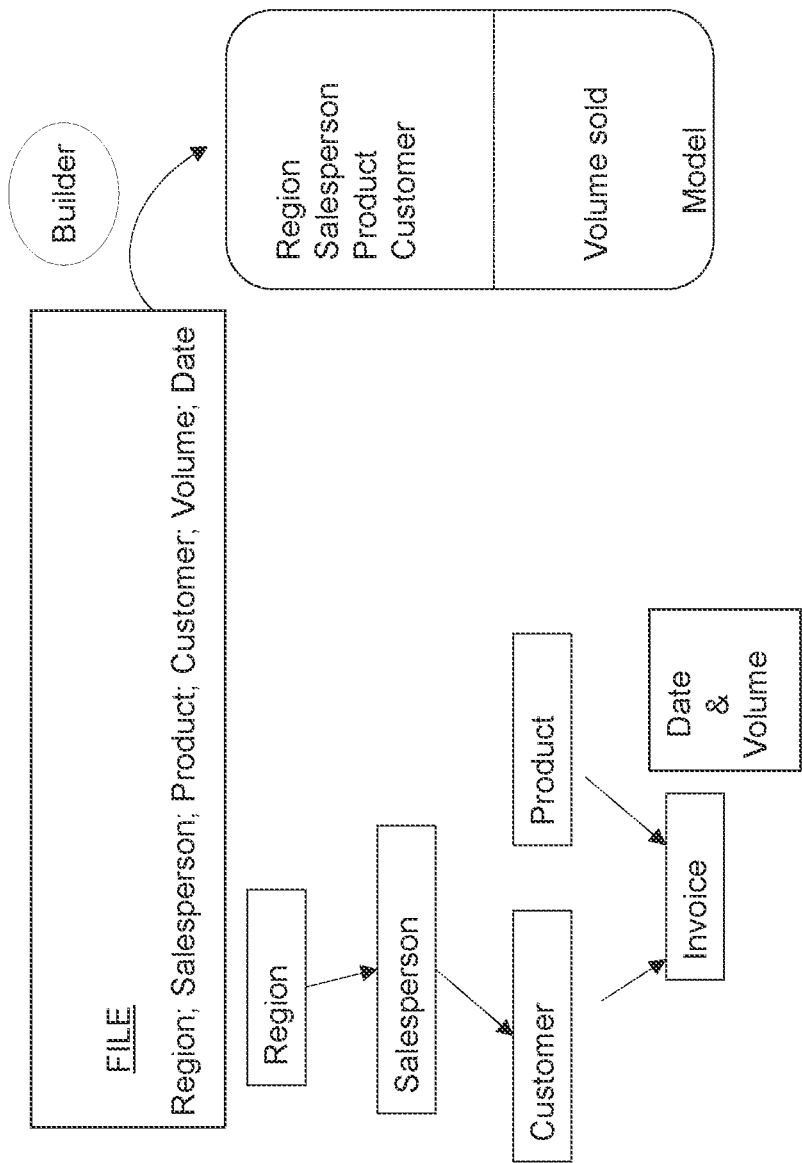 FILE
Region; Salesperson; Product; Customer; Volume; Date
Builder
Region
Salesperson
Product
Customer
Volume sold
Model
Region
Salesperson
Customer
Product
Invoice
Date
&
Volume